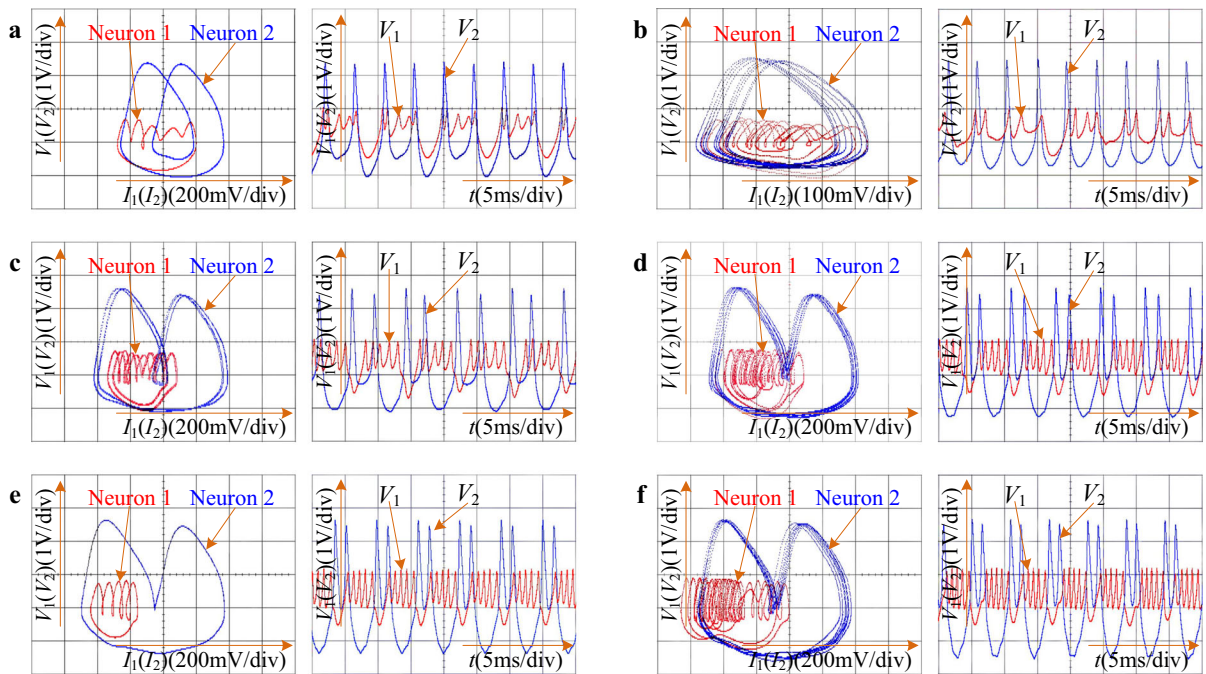 a
Neuron 1
Neuron 2
V₁(V₂)(1V/div)
I₁(I₂)(200mV/div)
V₁
V₂
V₁(V₂)(1V/div)
t(5ms/div)
b
Neuron 1
Neuron 2
V₁(V₂)(1V/div)
I₁(I₂)(100mV/div)
V₁
V₂
V₁(V₂)(1V/div)
t(5ms/div)
c
Neuron 1
Neuron 2
V₁(V₂)(1V/div)
I₁(I₂)(200mV/div)
V₁
V₂
V₁(V₂)(1V/div)
t(5ms/div)
d
Neuron 1
Neuron 2
V₁(V₂)(1V/div)
I₁(I₂)(200mV/div)
V₁
V₂
V₁(V₂)(1V/div)
t(5ms/div)
e
Neuron 1
Neuron 2
V₁(V₂)(1V/div)
I₁(I₂)(200mV/div)
V₁
V₂
V₁(V₂)(1V/div)
t(5ms/div)
f
Neuron 1
Neuron 2
V₁(V₂)(1V/div)
I₁(I₂)(200mV/div)
V₁
V₂
V₁(V₂)(1V/div)
t(5ms/div)